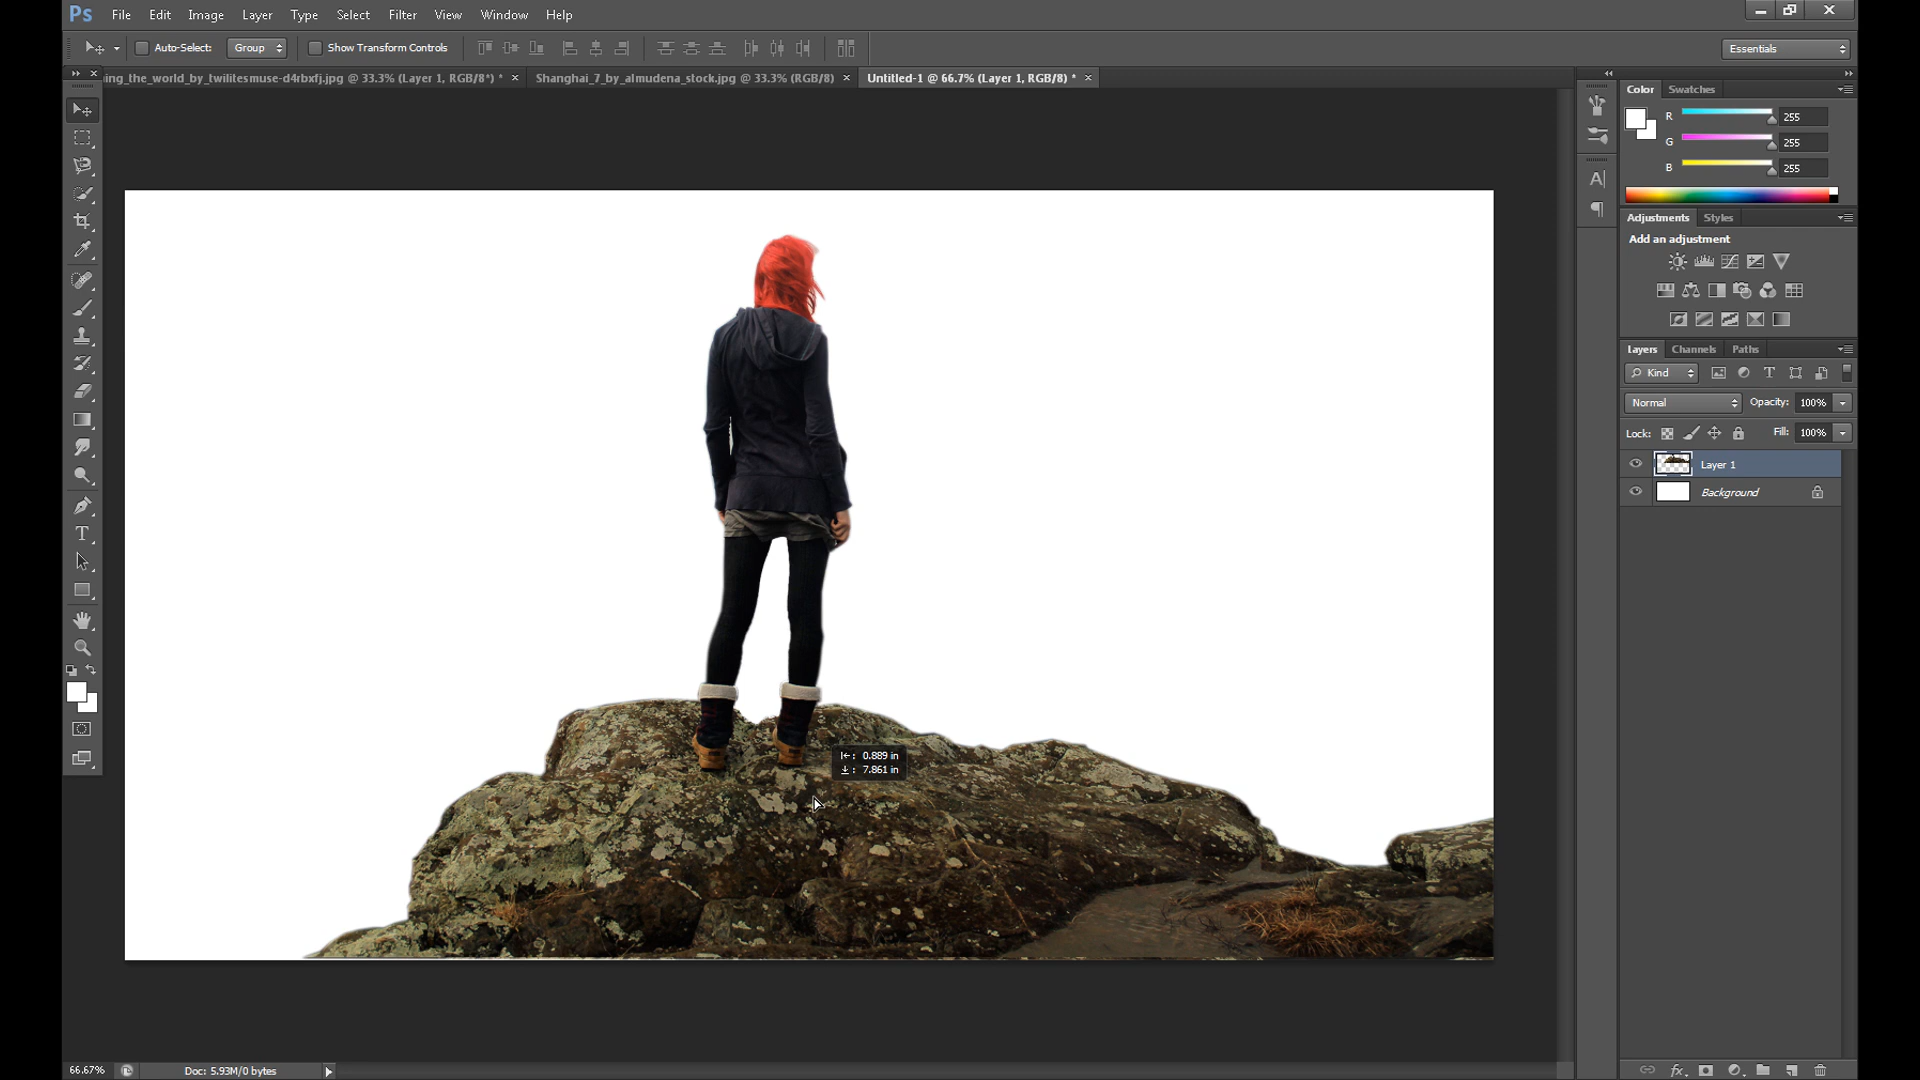 Ps File Edit Image Layer Type Select Filter View Window Help
Auto-Select: Group Show Transform Controls Essentials
ing_the_world_by_twilitesmuse-d4rbxfj.jpg @ 33.3% (Layer 1, RGB/8*) * × Shanghai_7_by_almudena_stock.jpg @ 33.3% (RGB/8) × Untitled-1 @ 66.7% (Layer 1, RGB/8) * ×
Color Swatches
R 255
G 255
B 255
Adjustments Styles
Add an adjustment
Layers Channels Paths
Kind
Normal Opacity: 100%
Lock: Fill: 100%
Layer 1
Background
0.889 in
7.861 in
66.67% Doc: 5.93M/0 bytes